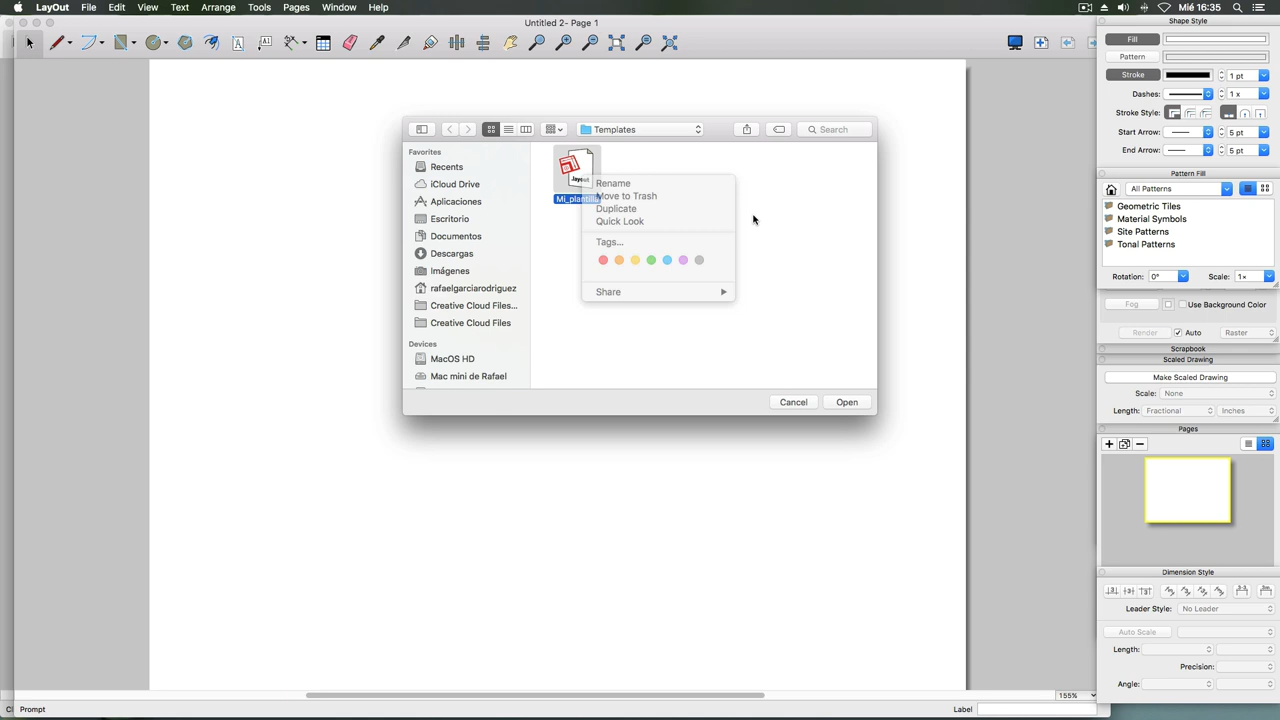 LayOut File Edit Text Arrange Tools Pages Window Help
Mié 16:35
Untitled 2- Page 1
Templates
Search
Favorites
Recents
iCloud Drive
Aplicaciones
Escritorio
Documentos
Descargas
Imágenes
rafaelgarciarodriguez
Creative Cloud Files...
Creative Cloud Files
Devices
MacOS HD
Mac mini de Rafael
layout
Mi_plantilla
Rename
Move to Trash
Duplicate
Quick Look
Tags...
Share
Cancel
Open
Shape Style
Fill
Pattern
Stroke
1 pt
Dashes:
1 x
Stroke Style:
Start Arrow:
5 pt
End Arrow:
5 pt
Pattern Fill
All Patterns
Geometric Tiles
Material Symbols
Site Patterns
Tonal Patterns
Rotation: 0°
Scale: 1×
Fog
Use Background Color
Render
Auto
Raster
Scrapbook
Scaled Drawing
Make Scaled Drawing
Scale: None
Length: Fractional Inches
Pages
Dimension Style
Leader Style: No Leader
Auto Scale
Length:
Precision:
Angle:
155%
Prompt
Label